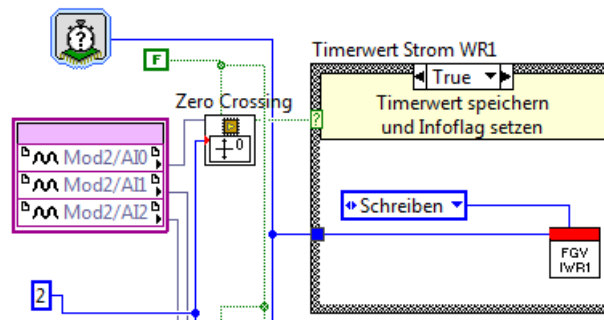 Timerwert Strom WR1
F
True
Zero Crossing
Timerwert speichern
und Infoflag setzen
?
0
Mod2/AI0
Mod2/AI1
Mod2/AI2
Schreiben
FGV
IWR1
2